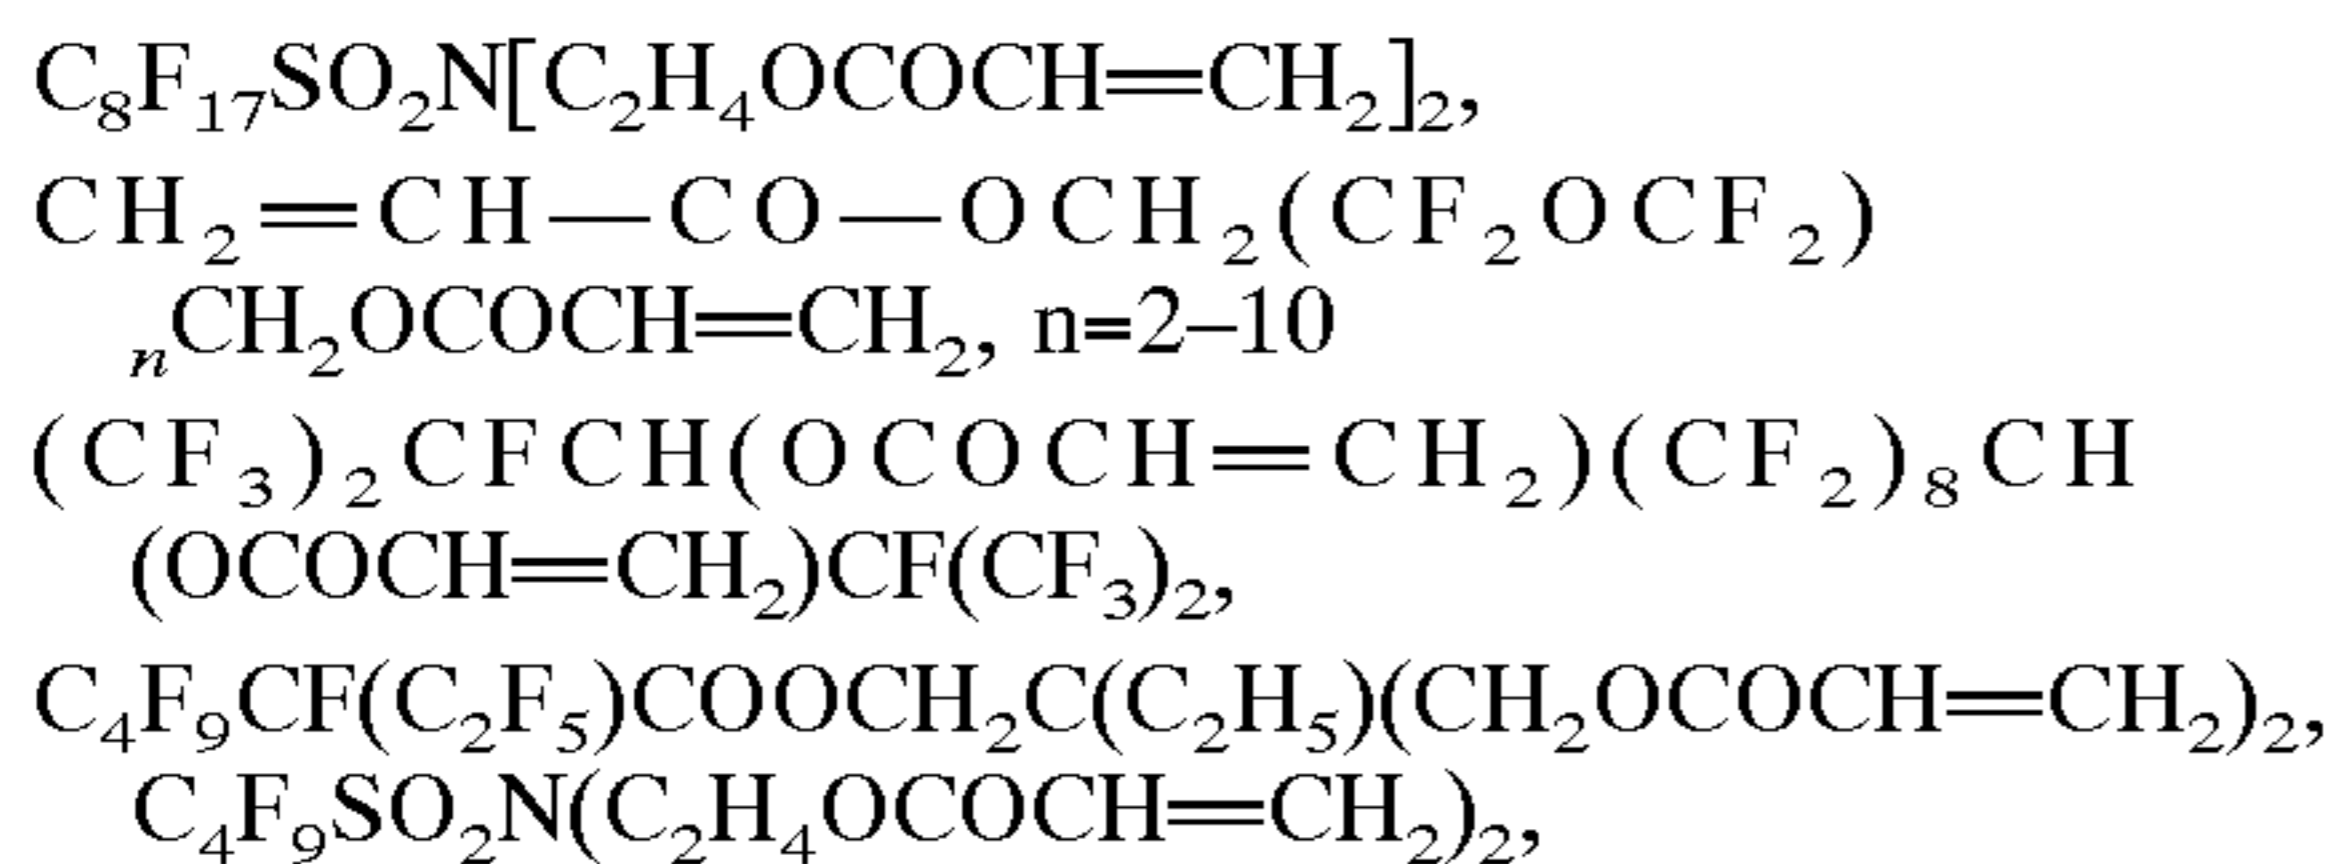 C₈F₁₇SO₂N[C₂H₄OCOCH=CH₂]₂,
CH₂=CH—CO—OCH₂(CF₂OCF₂)
ₙCH₂OCOCH=CH₂, n=2–10
(CF₃)₂CFCH(OCOCH=CH₂)(CF₂)₈CH
(OCOCH=CH₂)CF(CF₃)₂,
C₄F₉CF(C₂F₅)COOCH₂C(C₂H₅)(CH₂OCOCH=CH₂)₂,
C₄F₉SO₂N(C₂H₄OCOCH=CH₂)₂,